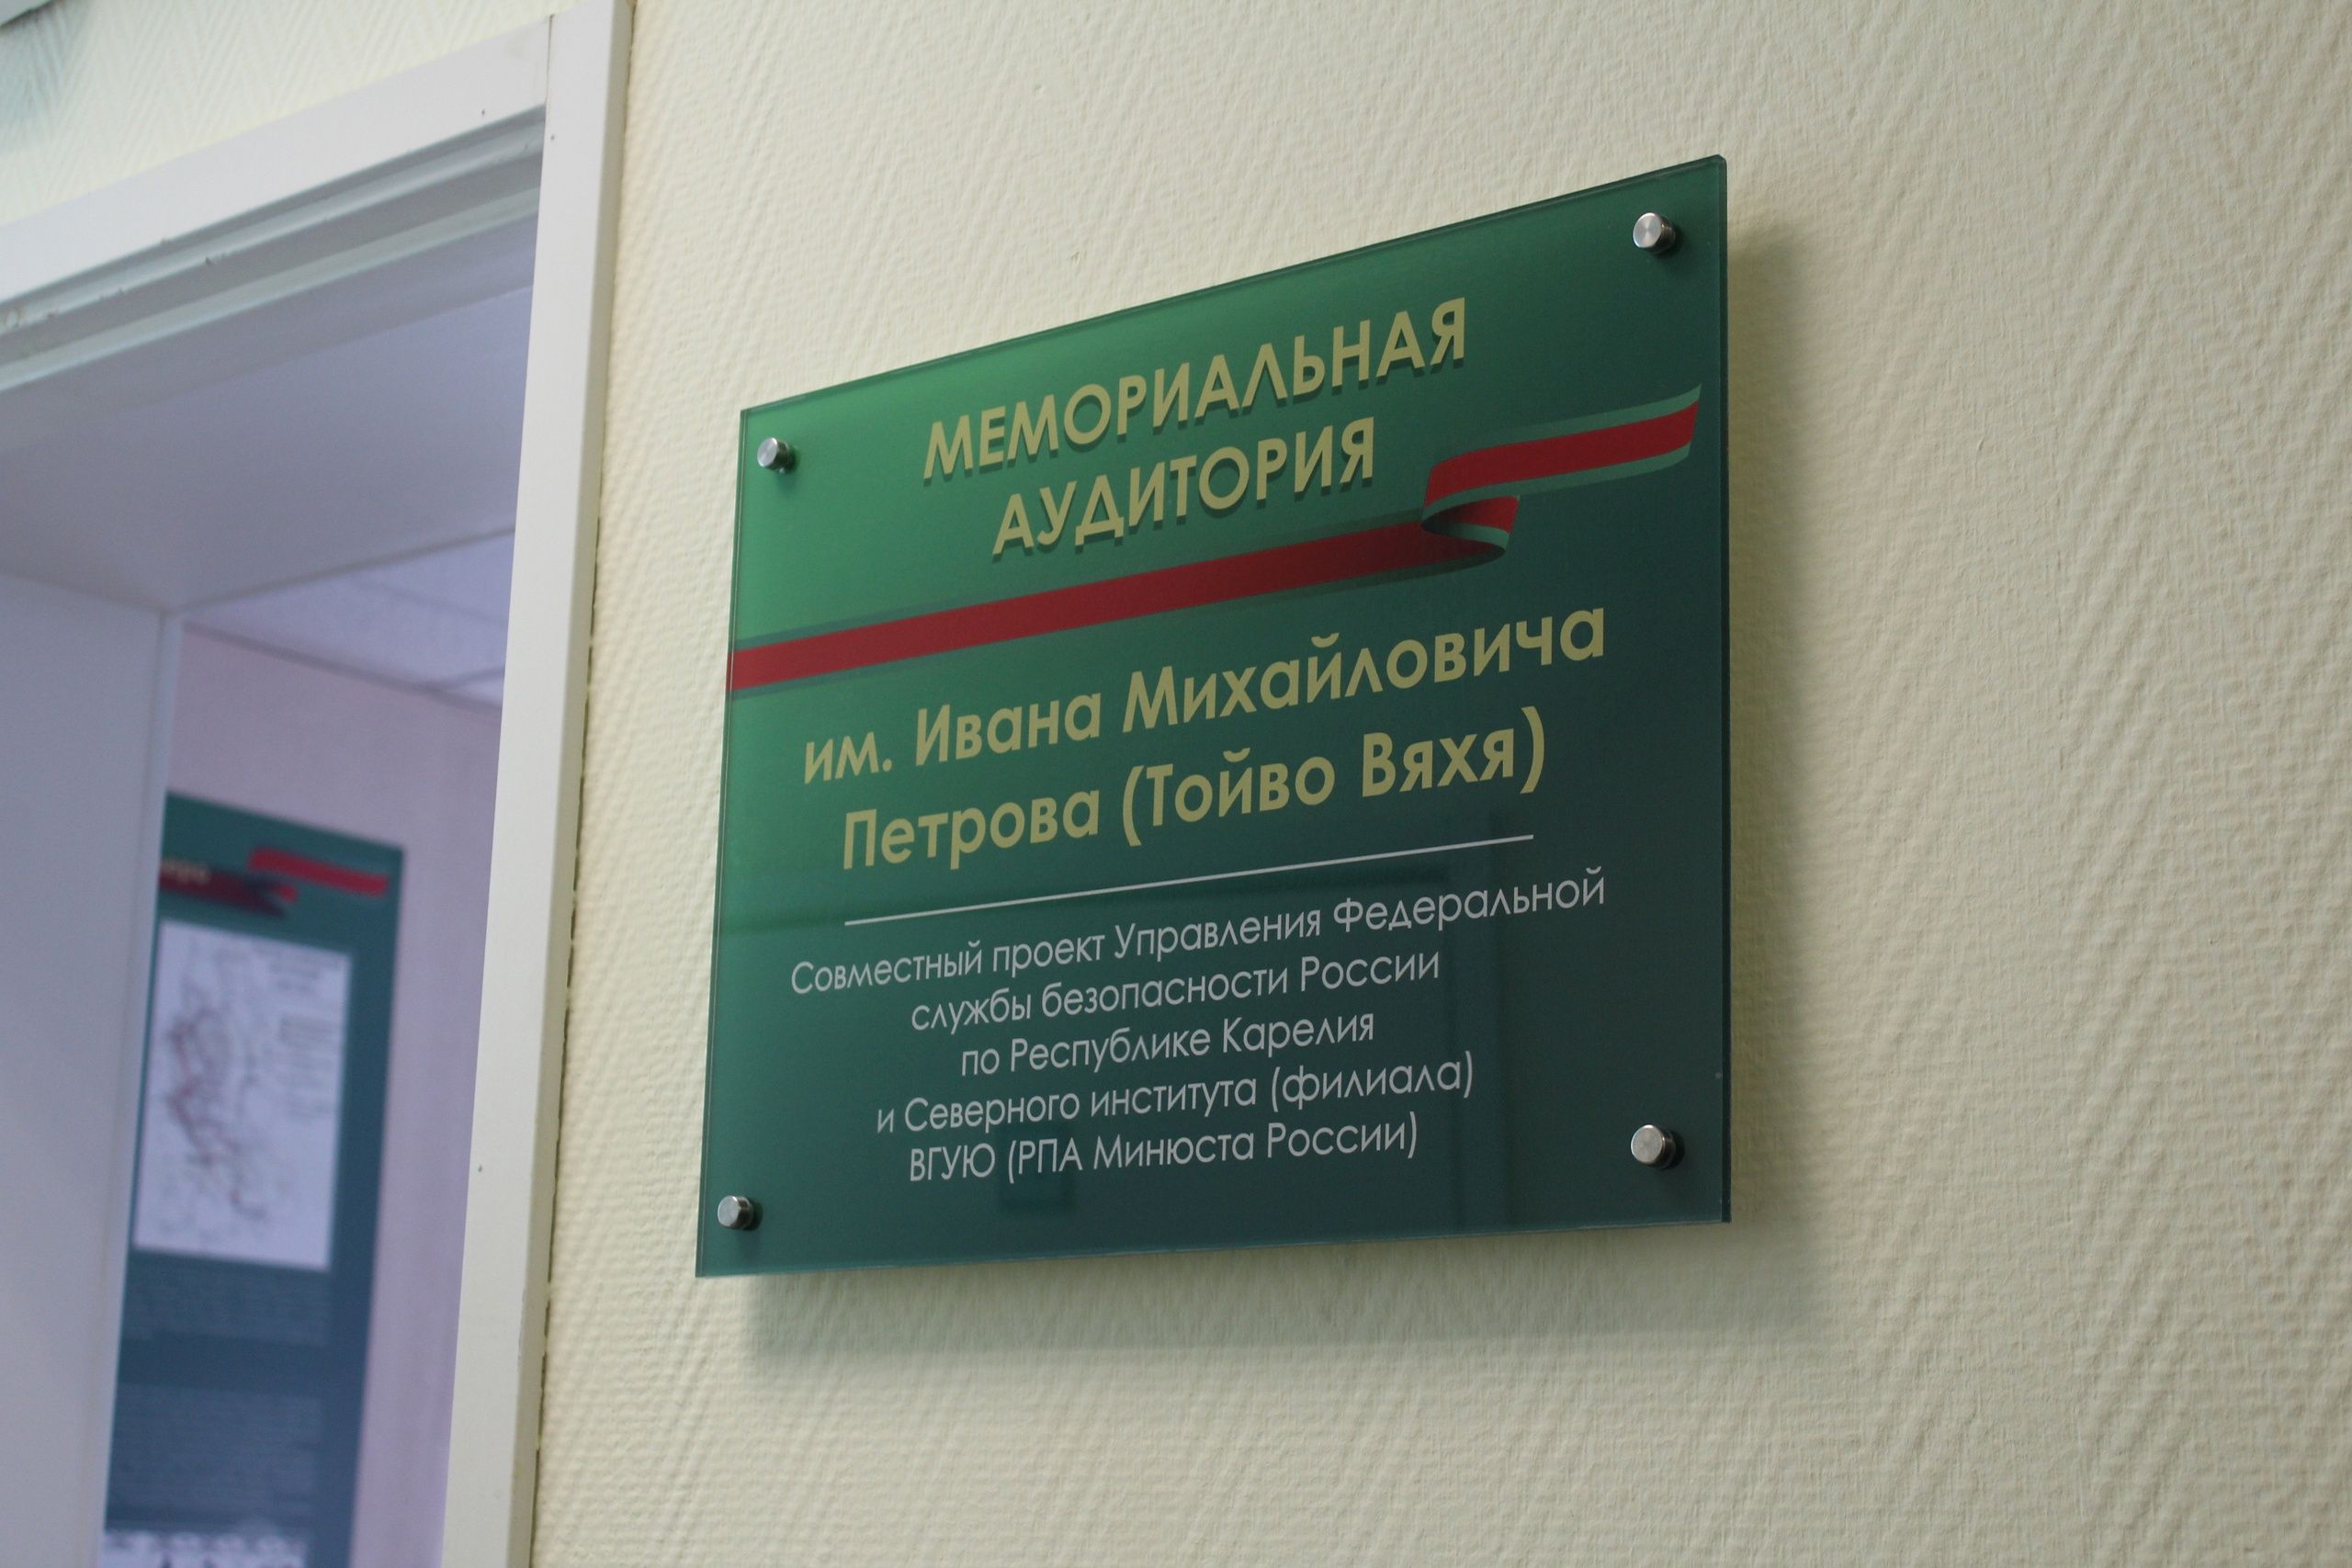 МЕМОРИАЛЬНАЯ
АУДИТОРИЯ
им. Ивана Михайловича
Петрова (Тойво Вяхя)
Совместный проект Управления Федеральной
службы безопасности России
по Республике Карелия
и Северного института (филиала)
ВГУЮ (РПА Минюста России)